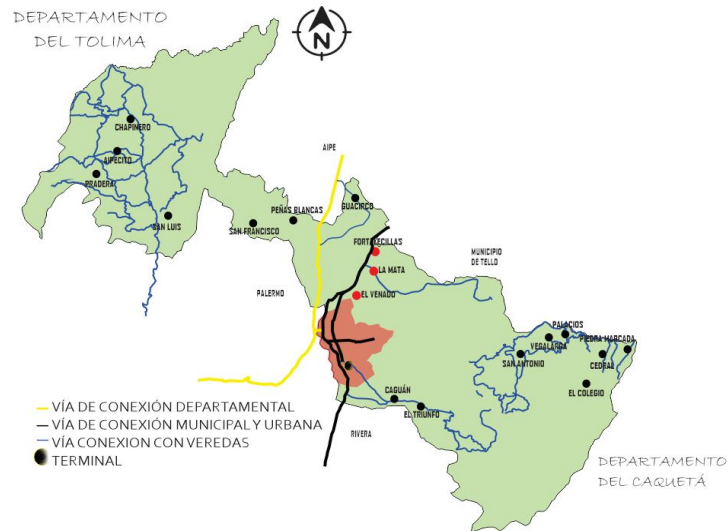 DEPARTAMENTO
DEL TOLIMA
N
CHAPINERO
AIPECITO
PRADERA
SAN LUIS
SAN FRANCISCO
PEÑAS BLANCAS
AIPE
GUACIRCO
FORTALECILLAS
LA MATA
EL VENADO
MUNICIPIO
DE TELLO
PALERMO
PALACIOS
VEGALARGA
PIEDRA MARCADA
SAN ANTONIO
CEDRAL
EL COLEGIO
CAGUÁN
EL TRIUNFO
RIVERA
VÍA DE CONEXIÓN DEPARTAMENTAL
VÍA DE CONEXIÓN MUNICIPAL Y URBANA
VÍA CONEXION CON VEREDAS
TERMINAL
DEPARTAMENTO
DEL CAQUETÁ